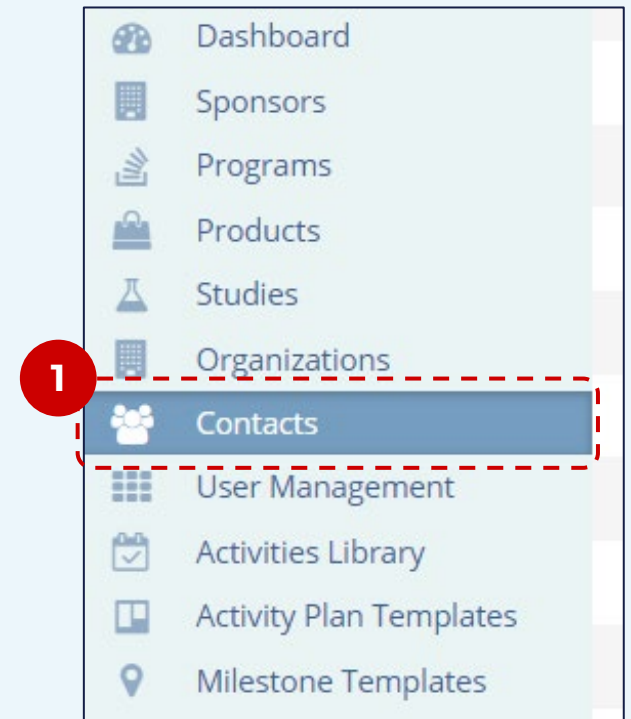 Dashboard
Sponsors
Programs
Products
Studies
Organizations
1
Contacts
User Management
Activities Library
Activity Plan Templates
Milestone Templates